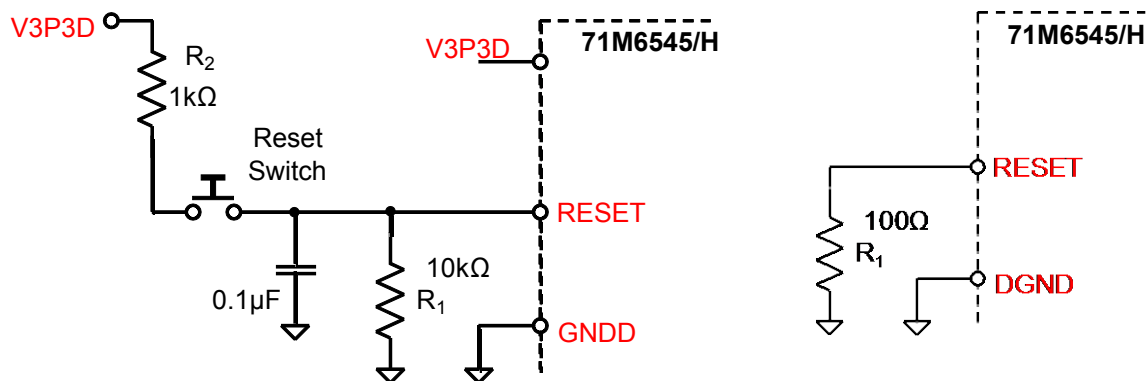 V3P3D
R2
1kΩ
Reset
Switch
0.1µF
10kΩ
R1
V3P3D
71M6545/H
RESET
GNDD
71M6545/H
RESET
100Ω
R1
DGND